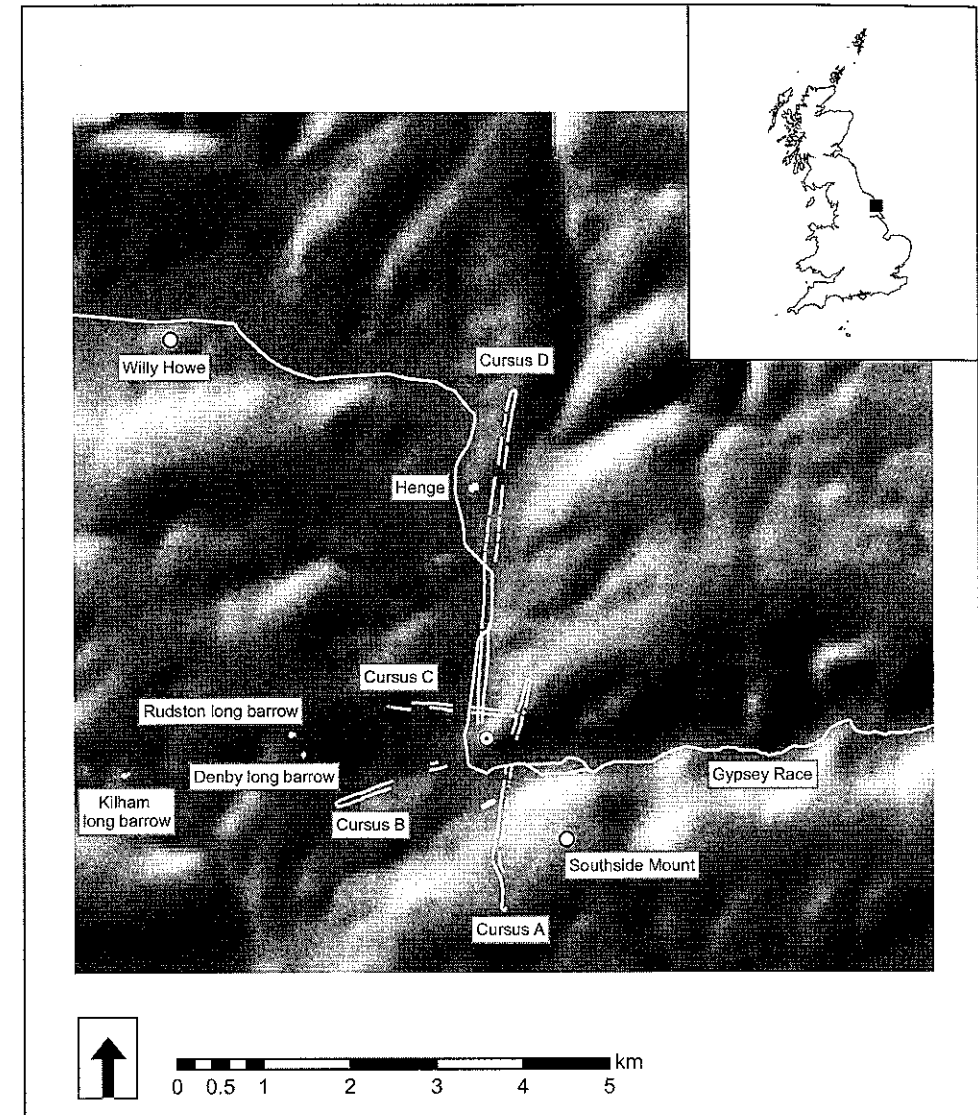 Willy Howe
Cursus D
Henge
Cursus C
Rudston long barrow
Denby long barrow
Gypsey Race
Kilham
long barrow
Cursus B
Southside Mount
Cursus A
km
0 0.5 1 2 3 4 5